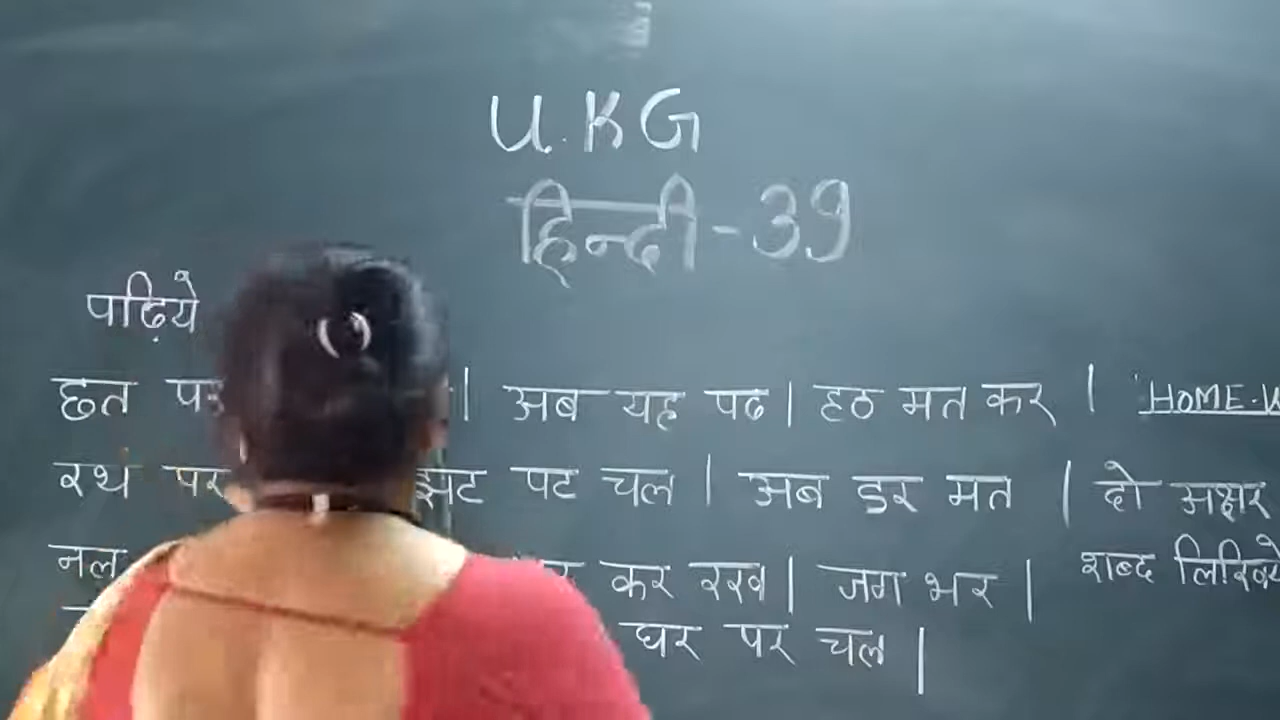 U.KG
हिन्दी-39
पढ़िये
छत | अब यह पढ | हठ मत कर | HOME-
रथ पर झट पट चल | अब डर मत | दो अक्षर
नल कर रख | जग भर | शब्द लिखिये
घर पर चल |